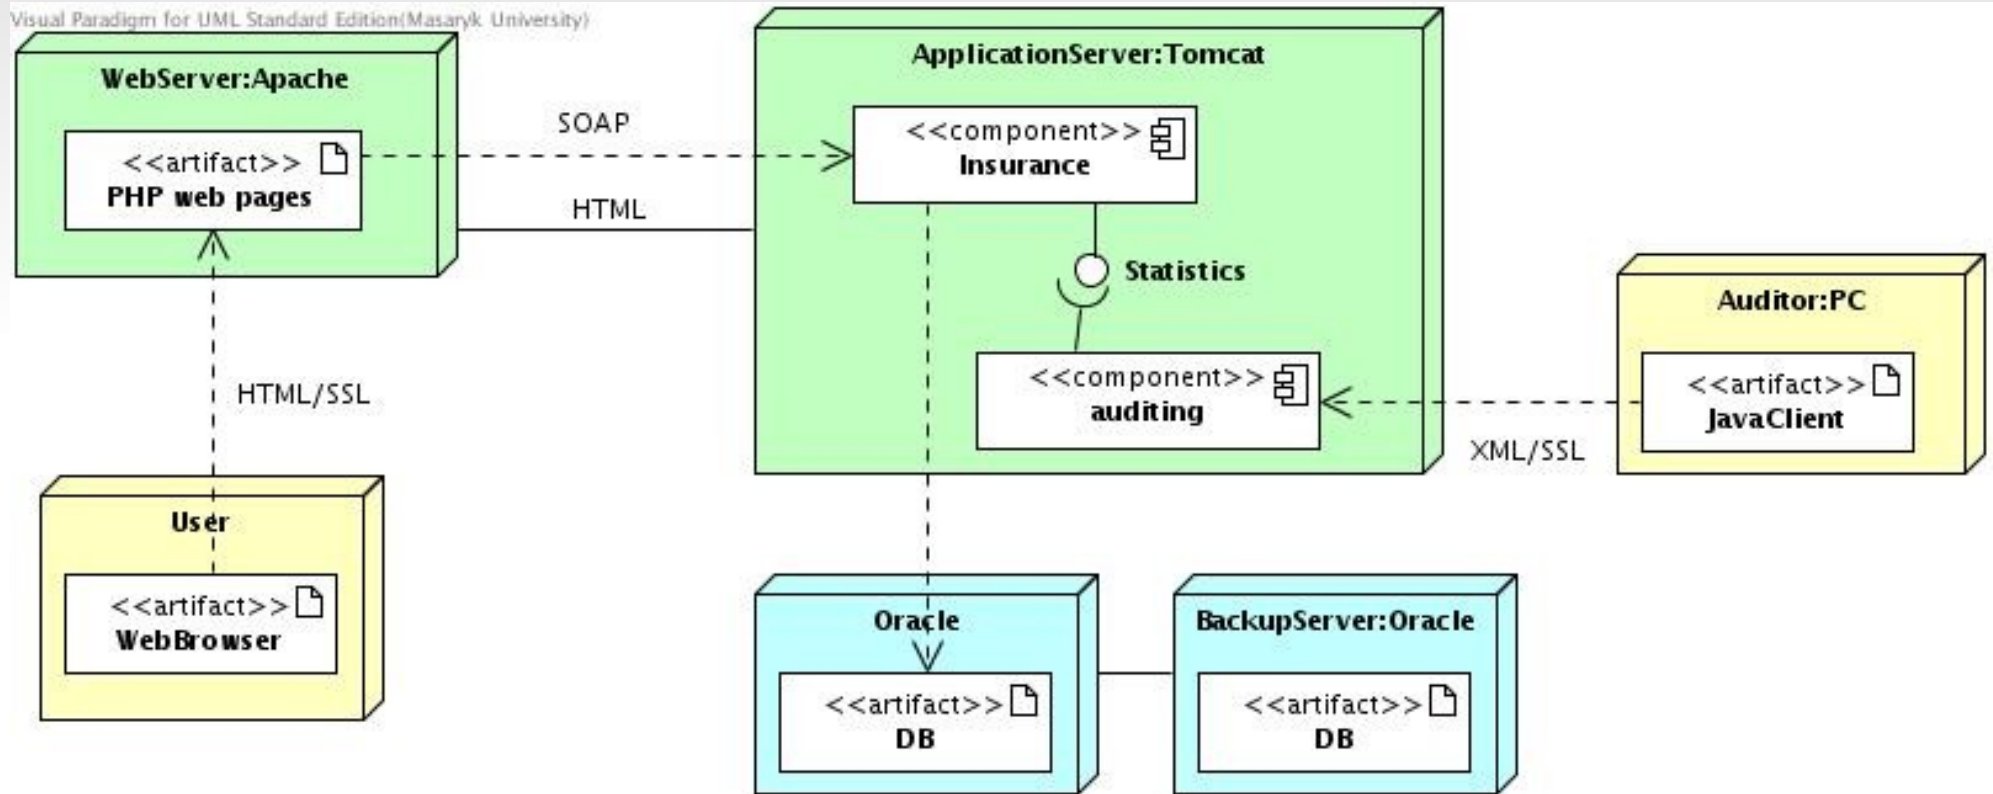 Visual Paradigm for UML Standard Edition(Masaryk University)
WebServer:Apache
<<artifact>>
PHP web pages
SOAP
HTML
ApplicationServer:Tomcat
<<component>>
Insurance
Statistics
<<component>>
auditing
Auditor:PC
<<artifact>>
JavaClient
XML/SSL
HTML/SSL
User
<<artifact>>
WebBrowser
Oracle
<<artifact>>
DB
BackupServer:Oracle
<<artifact>>
DB